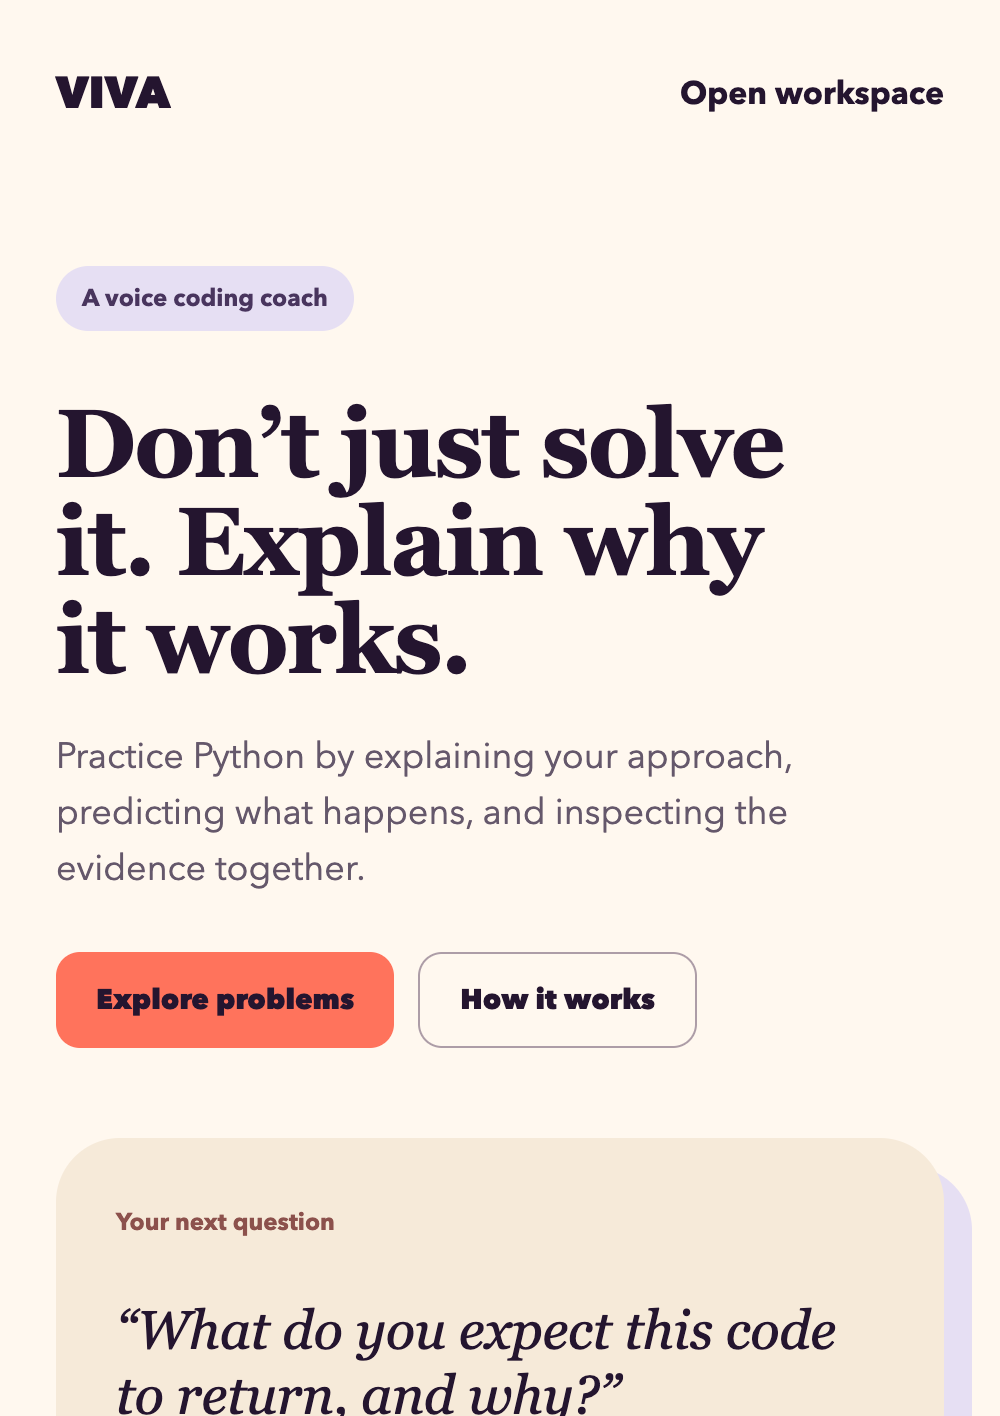 VIVA
Open workspace
A voice coding coach
Don’t just solve
it. Explain why
it works.
Practice Python by explaining your approach,
predicting what happens, and inspecting the
evidence together.
Explore problems
How it works
Your next question
“What do you expect this code
to return, and why?”